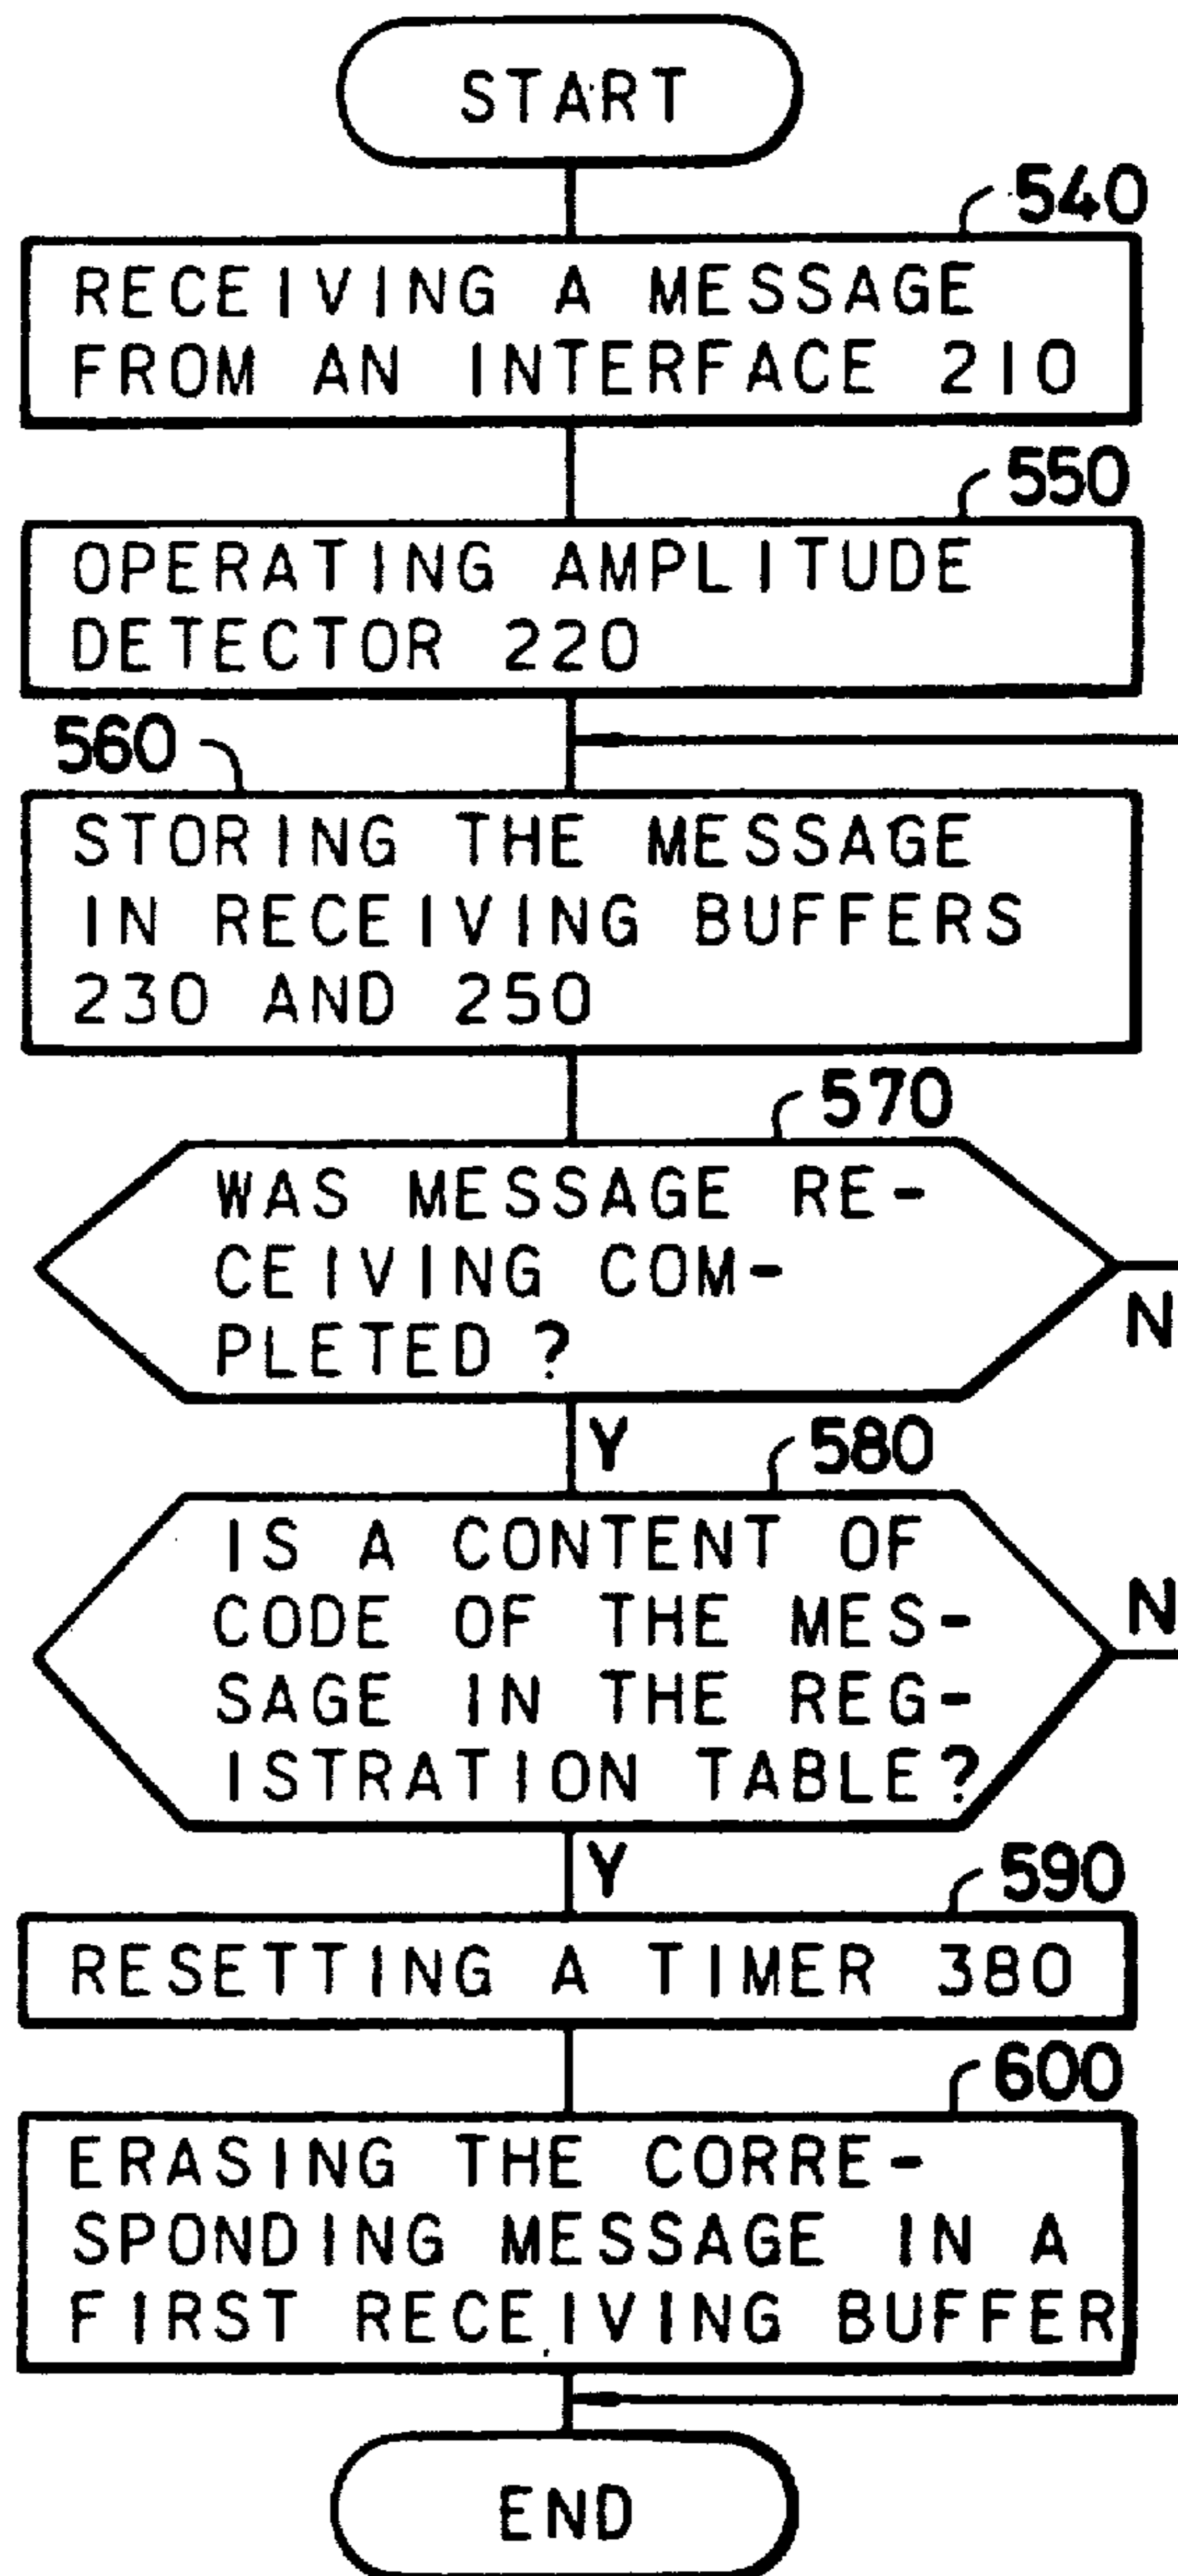 START
540
RECEIVING A MESSAGE
FROM AN INTERFACE 210
550
OPERATING AMPLITUDE
DETECTOR 220
560
STORING THE MESSAGE
IN RECEIVING BUFFERS
230 AND 250
570
WAS MESSAGE RE-
CEIVING COM-
PLETED ?
N
Y
580
IS A CONTENT OF
CODE OF THE MES-
SAGE IN THE REG-
ISTRATION TABLE?
N
Y
590
RESETTING A TIMER 380
600
ERASING THE CORRE-
SPONDING MESSAGE IN A
FIRST RECEIVING BUFFER
END